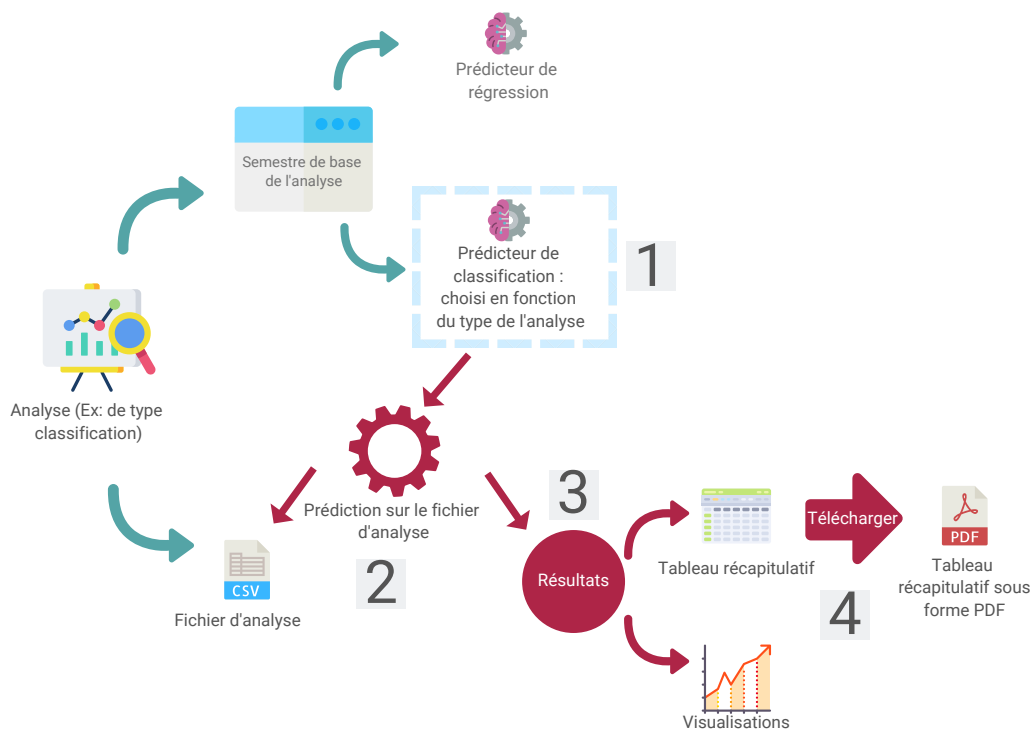 Prédicteur de
régression
Semestre de base
de l'analyse
Prédicteur de
classification :
choisi en fonction
du type de l'analyse
1
Analyse (Ex: de type
classification)
Prédiction sur le fichier
d'analyse
2
CSV
Fichier d'analyse
3
Résultats
Tableau récapitulatif
Télécharger
PDF
Tableau
récapitulatif sous
forme PDF
4
Visualisations